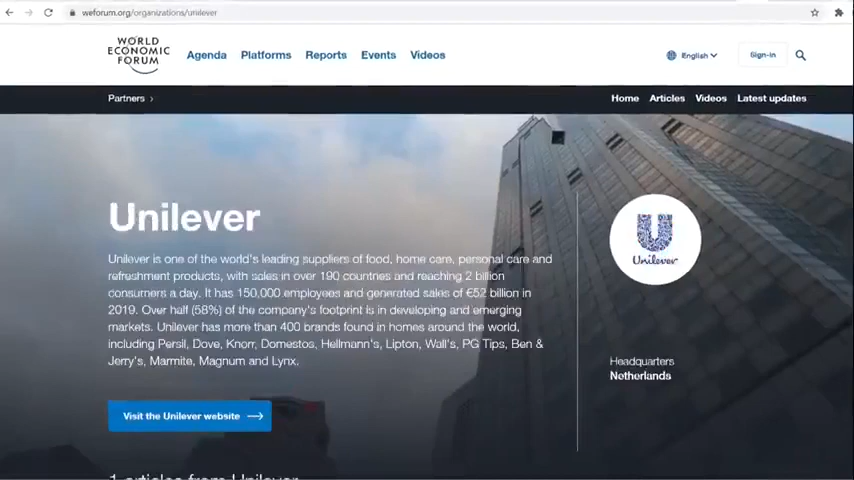 weforum.org/organizations/unilever
WORLD
ECONOMIC
FORUM
Agenda Platforms Reports Events Videos
English
Sign-in
Partners
Home Articles Videos Latest updates
Unilever
Unilever is one of the world's leading suppliers of food, home care, personal care and
refreshment products, with sales in over 190 countries and reaching 2 billion
consumers a day. It has 150,000 employees and generated sales of €52 billion in
2019. Over half (58%) of the company's footprint is in developing and emerging
markets. Unilever has more than 400 brands found in homes around the world,
including Persil, Dove, Knorr, Domestos, Hellmann's, Lipton, Wall's, PG Tips, Ben &
Jerry's, Marmite, Magnum and Lynx.
Unilever
Headquarters
Netherlands
Visit the Unilever website
1 articles from Unilever